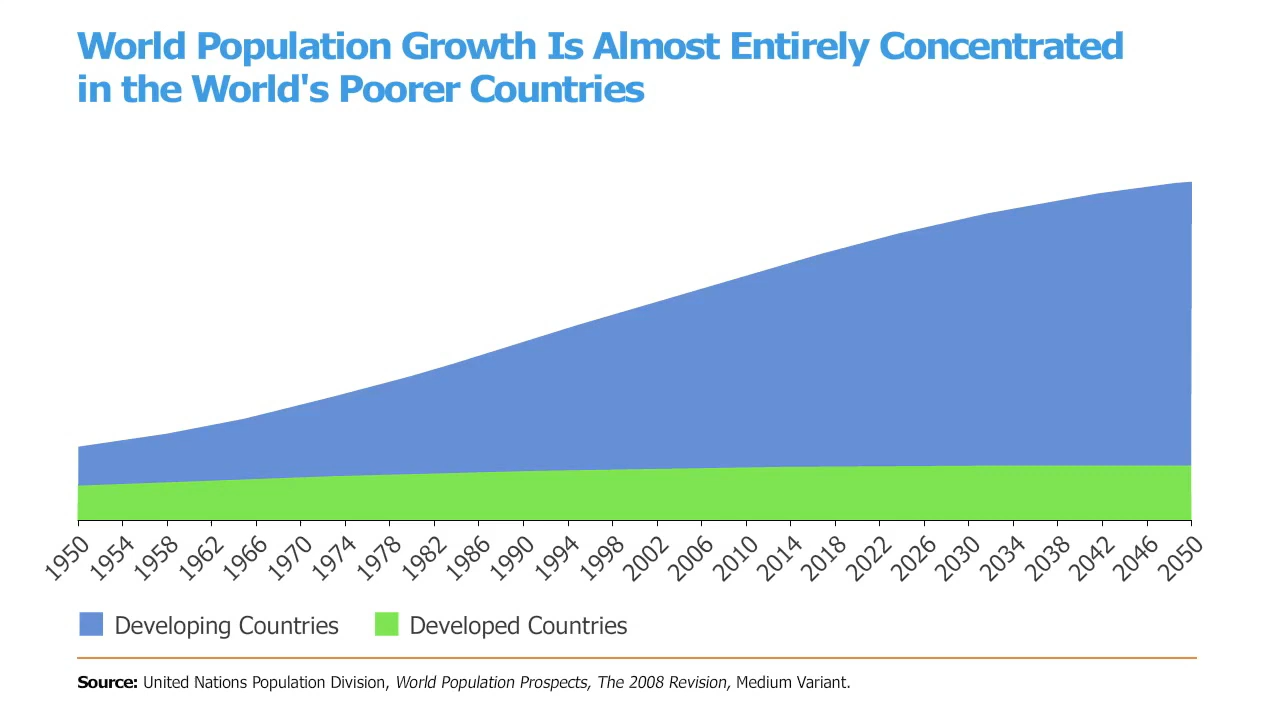 World Population Growth Is Almost Entirely Concentrated
in the World's Poorer Countries
1950 1954 1958 1962 1966 1970 1974 1978 1982 1986 1990 1994 1998 2002 2006 2010 2014 2018 2022 2026 2030 2034 2038 2042 2046 2050
Developing Countries Developed Countries
Source: United Nations Population Division, World Population Prospects, The 2008 Revision, Medium Variant.